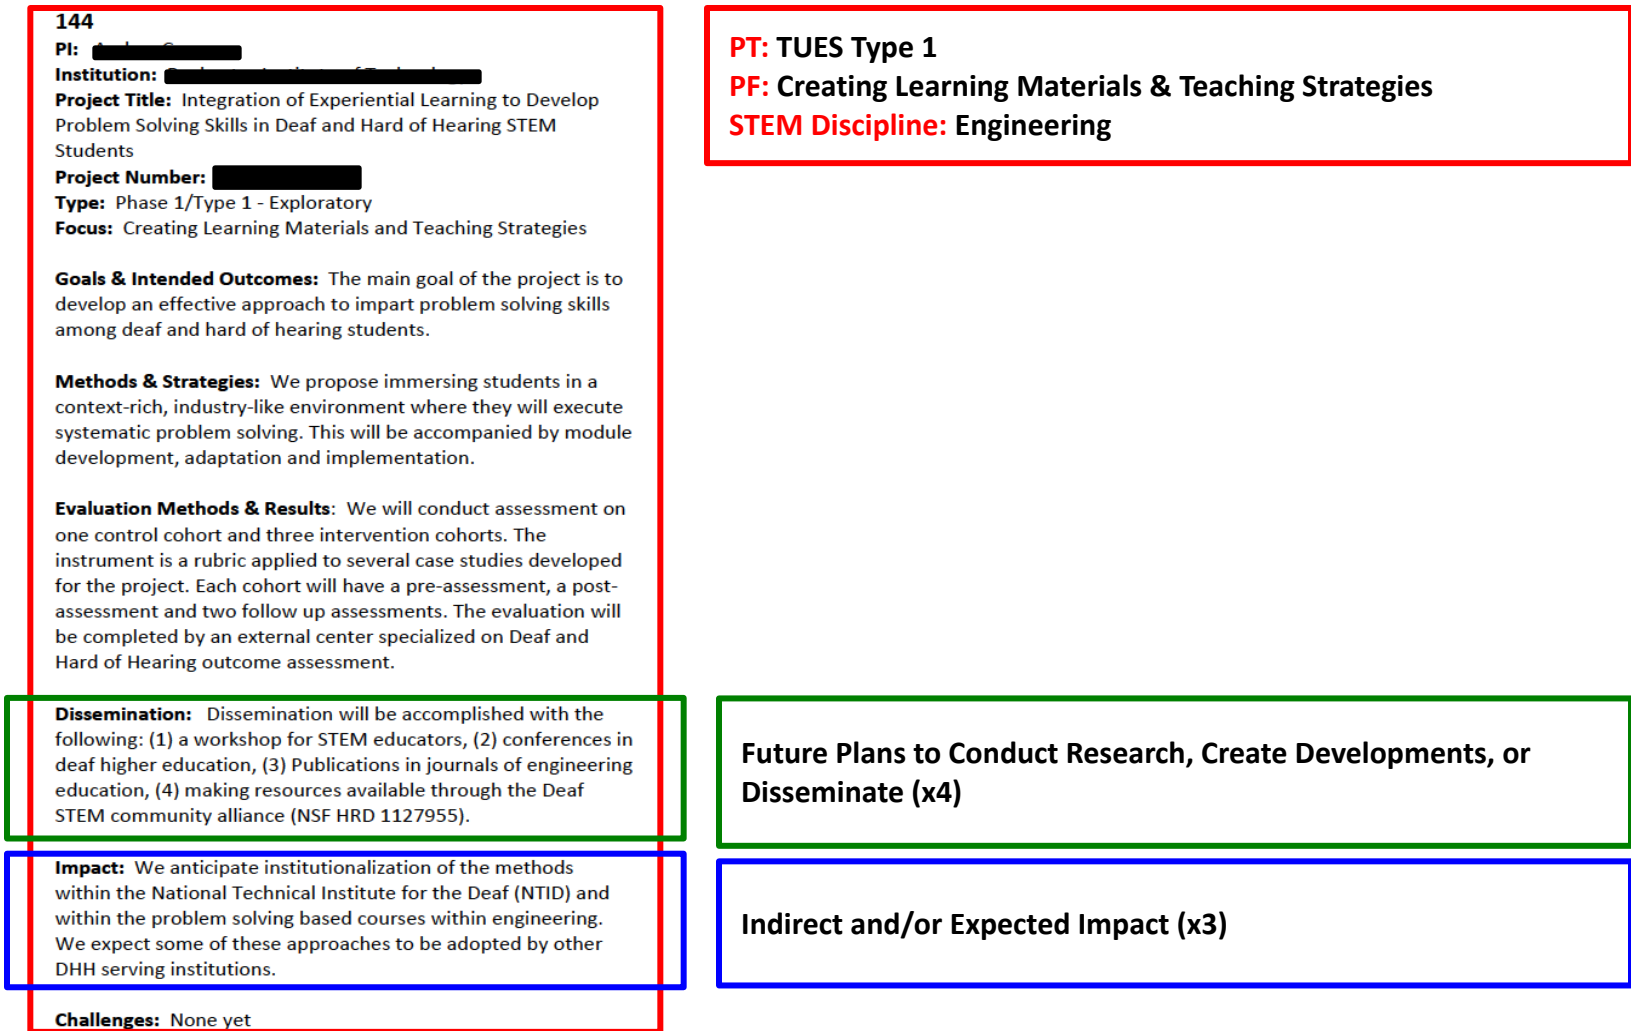 144
PI:
Institution:
Project Title: Integration of Experiential Learning to Develop
Problem Solving Skills in Deaf and Hard of Hearing STEM
Students
Project Number:
Type: Phase 1/Type 1 - Exploratory
Focus: Creating Learning Materials and Teaching Strategies
Goals & Intended Outcomes: The main goal of the project is to
develop an effective approach to impart problem solving skills
among deaf and hard of hearing students.
Methods & Strategies: We propose immersing students in a
context-rich, industry-like environment where they will execute
systematic problem solving. This will be accompanied by module
development, adaptation and implementation.
Evaluation Methods & Results: We will conduct assessment on
one control cohort and three intervention cohorts. The
instrument is a rubric applied to several case studies developed
for the project. Each cohort will have a pre-assessment, a post-
assessment and two follow up assessments. The evaluation will
be completed by an external center specialized on Deaf and
Hard of Hearing outcome assessment.
Dissemination: Dissemination will be accomplished with the
following: (1) a workshop for STEM educators, (2) conferences in
deaf higher education, (3) Publications in journals of engineering
education, (4) making resources available through the Deaf
STEM community alliance (NSF HRD 1127955).
Impact: We anticipate institutionalization of the methods
within the National Technical Institute for the Deaf (NTID) and
within the problem solving based courses within engineering.
We expect some of these approaches to be adopted by other
DHH serving institutions.
Challenges: None yet
PT: TUES Type 1
PF: Creating Learning Materials & Teaching Strategies
STEM Discipline: Engineering
Future Plans to Conduct Research, Create Developments, or
Disseminate (x4)
Indirect and/or Expected Impact (x3)